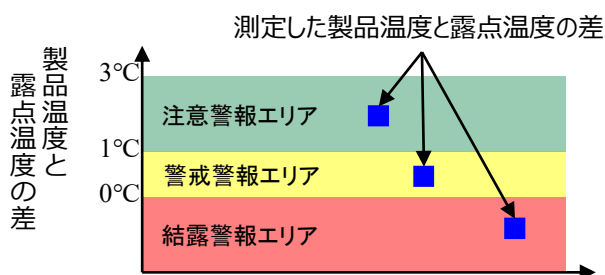 測定した製品温度と露点温度の差
製品温度と
露点温度の差
3℃
注意警報エリア
1℃
警戒警報エリア
0℃
結露警報エリア